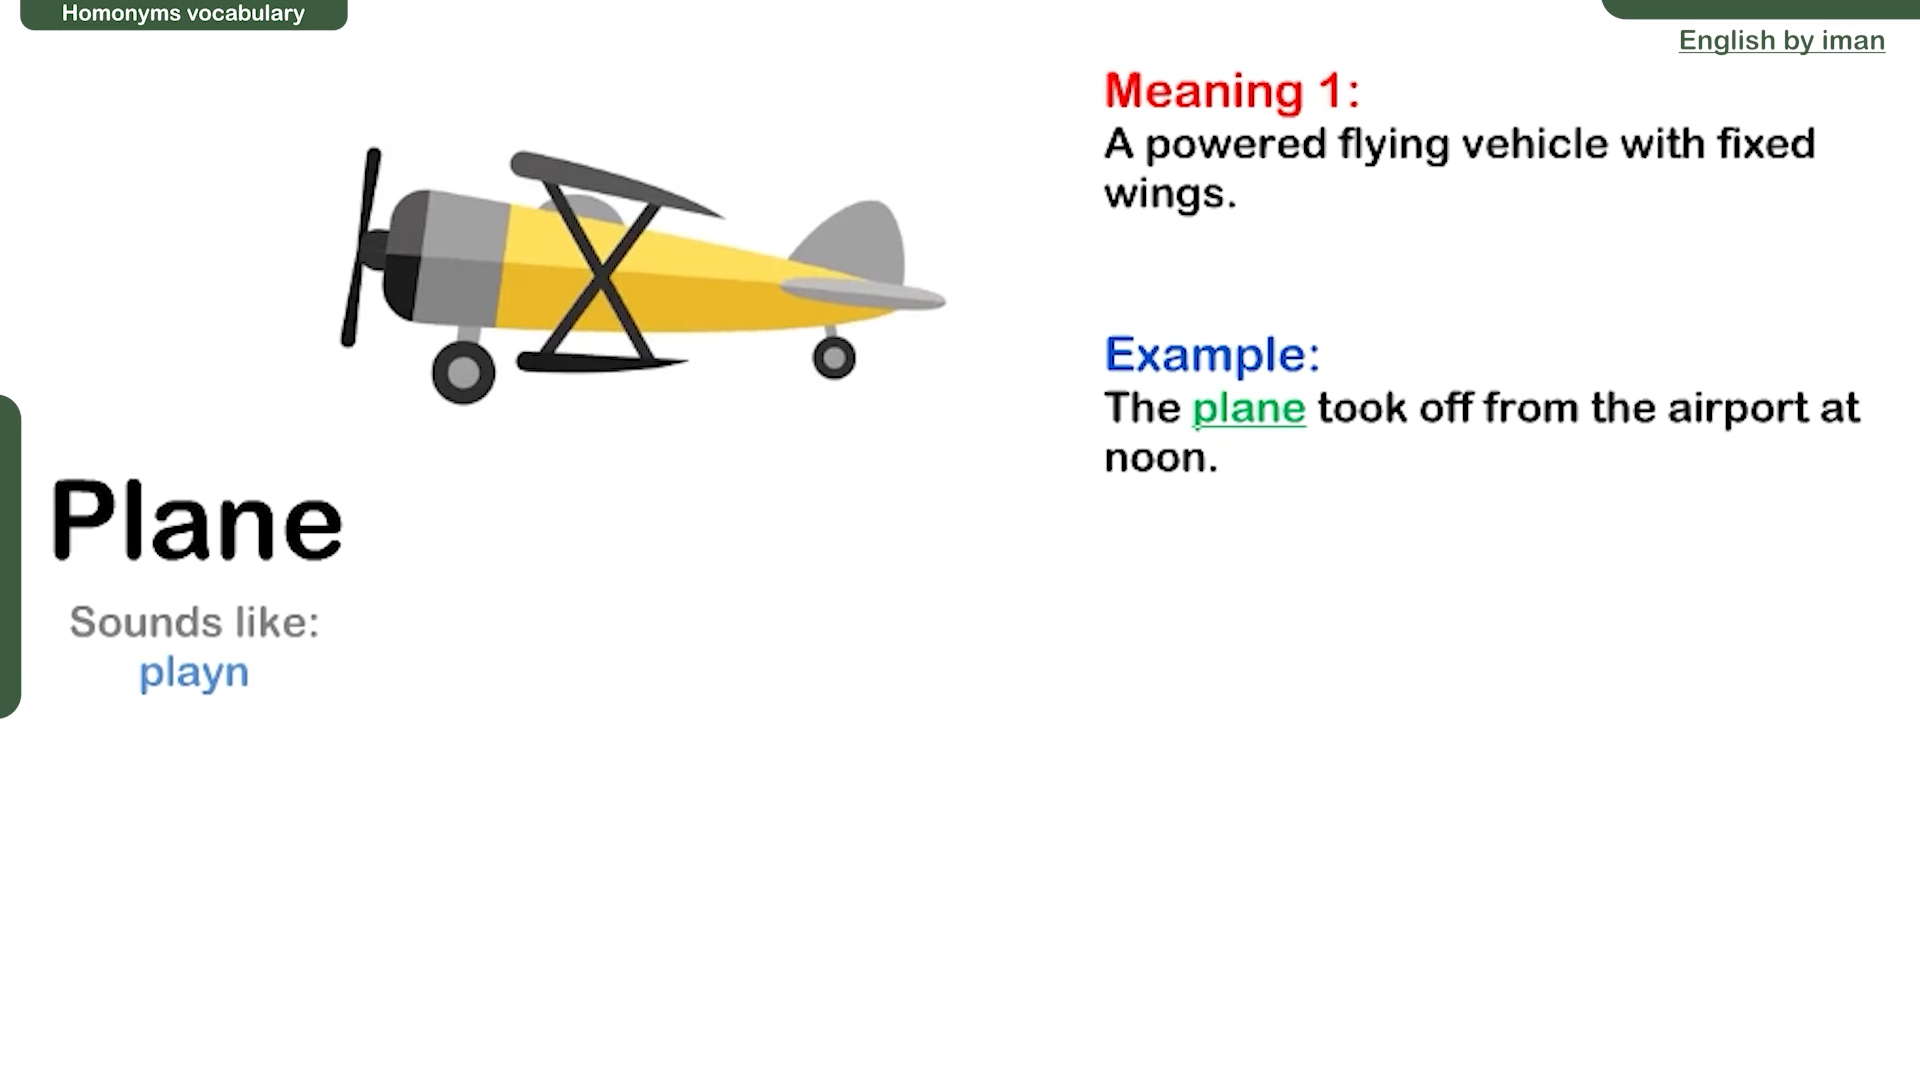 Homonyms vocabulary
English by iman
Meaning 1:
A powered flying vehicle with fixed
wings.
Example:
The plane took off from the airport at
noon.
Plane
Sounds like:
playn